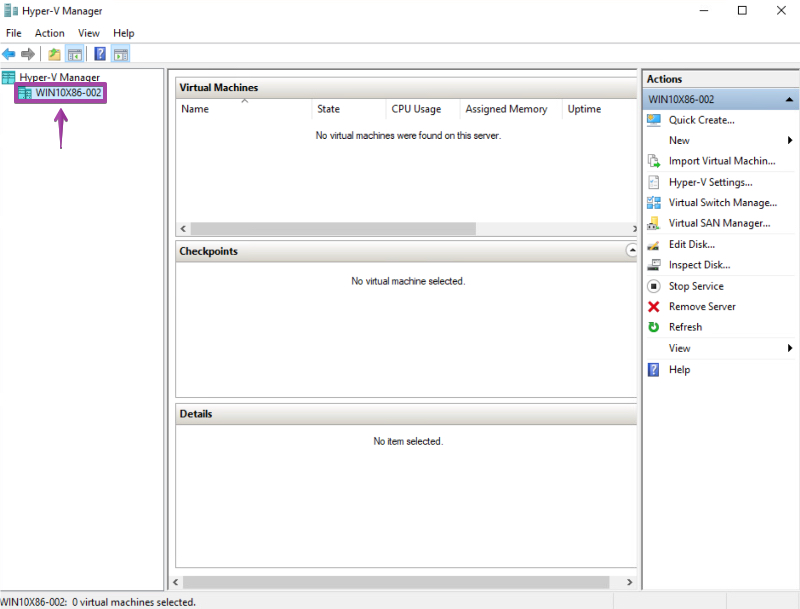 Hyper-V Manager
File Action View Help
Hyper-V Manager
WIN10X86-002
Virtual Machines
Name State CPU Usage Assigned Memory Uptime
No virtual machines were found on this server.
Checkpoints
No virtual machine selected.
Details
No item selected.
Actions
WIN10X86-002
Quick Create...
New
Import Virtual Machin...
Hyper-V Settings...
Virtual Switch Manage...
Virtual SAN Manager...
Edit Disk...
Inspect Disk...
Stop Service
Remove Server
Refresh
View
Help
WIN10X86-002: 0 virtual machines selected.